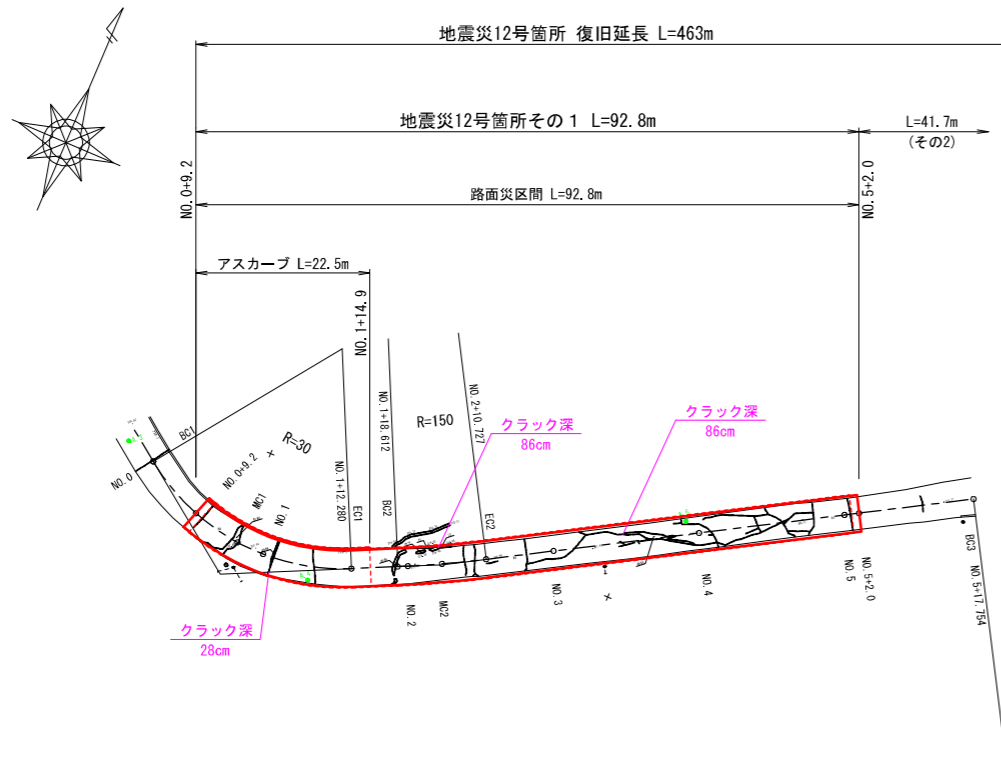 地震災12号箇所 復旧延長 L=463m
地震災12号箇所その１ L=92.8m
L=41.7m
(その2)
NO.0+9.2
路面災区間 L=92.8m
NO.5+2.0
アスカーブ L=22.5m
NO.1+14.9
BC1
NO.0
NO.0+9.2
R=30
MC1
NO.1
NO.1+12.280
EC1
NO.1+18.612
BC2
R=150
NO.2+10.727
EC2
クラック深
86cm
クラック深
86cm
クラック深
28cm
NO.2
MC2
NO.3
NO.4
NO.5
NO.5+2.0
BC3
NO.5+17.754